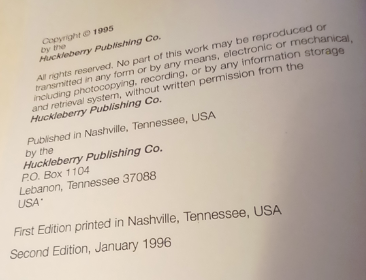 Copyright © 1995
by the
Huckleberry Publishing Co.
All rights reserved. No part of this work may be reproduced or
transmitted in any form or by any means, electronic or mechanical,
including photocopying, recording, or by any information storage
and retrieval system, without written permission from the
Huckleberry Publishing Co.
Published in Nashville, Tennessee, USA
by the
Huckleberry Publishing Co.
P.O. Box 1104
Lebanon, Tennessee 37088
USA*
First Edition printed in Nashville, Tennessee, USA
Second Edition, January 1996